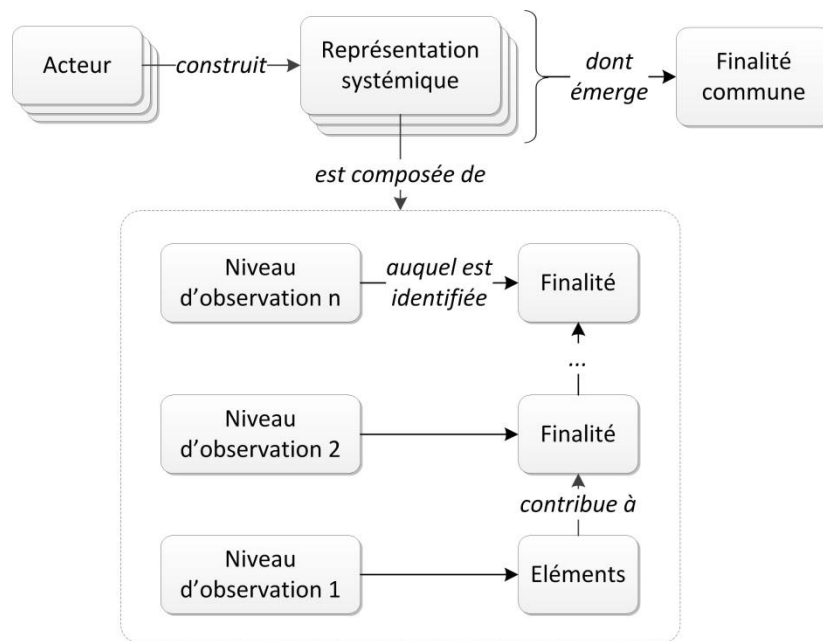 Acteur
construit
Représentation
systémique
dont
émerge
Finalité
commune
est composée de
Niveau
d'observation n
auquel est
identifiée
Finalité
...
Niveau
d'observation 2
Finalité
contribue à
Niveau
d'observation 1
Eléments